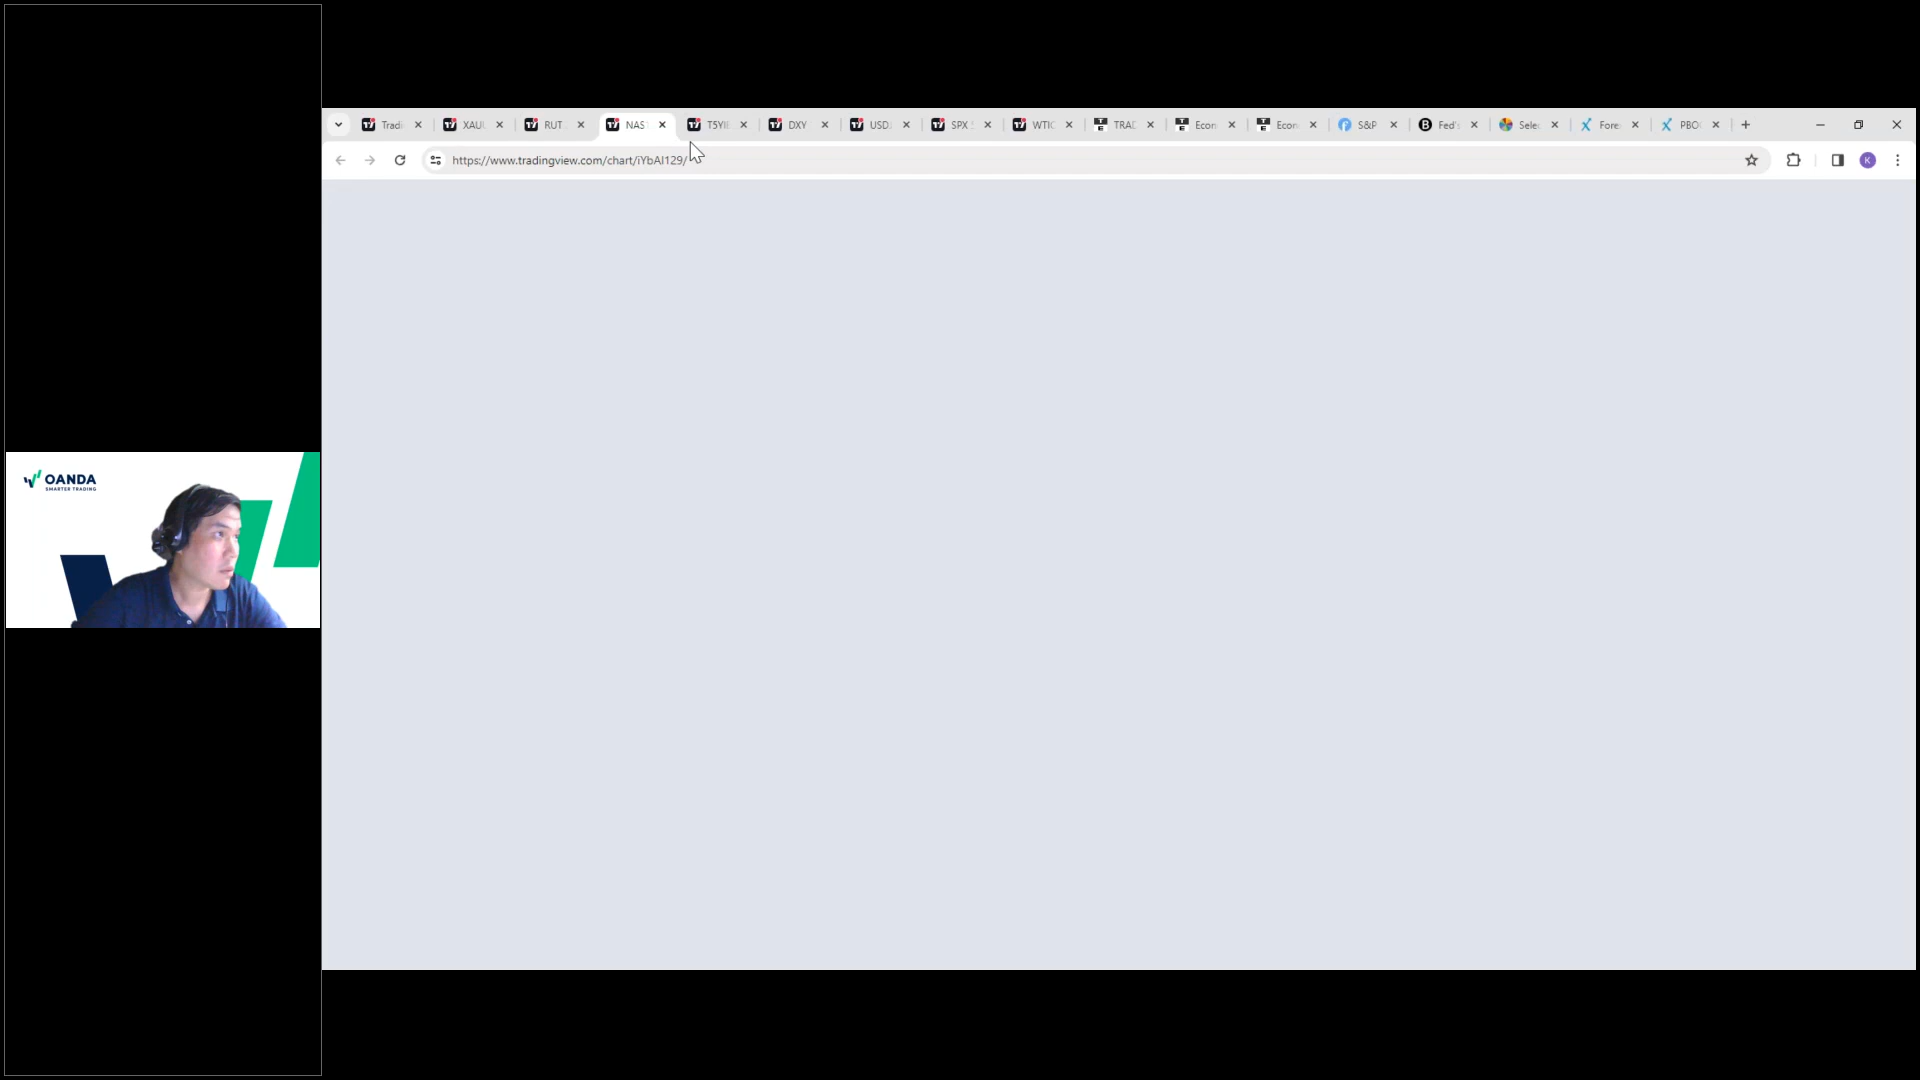 Tradi
XAU
RUT
NAS
T5YIE
DXY
USD
SPX
WTIC
TRAD
Econ
Econ
S&P
Fed's
Selec
Fore
PBO
https://www.tradingview.com/chart/iYbAI129/
K
OANDA
SMARTER TRADING